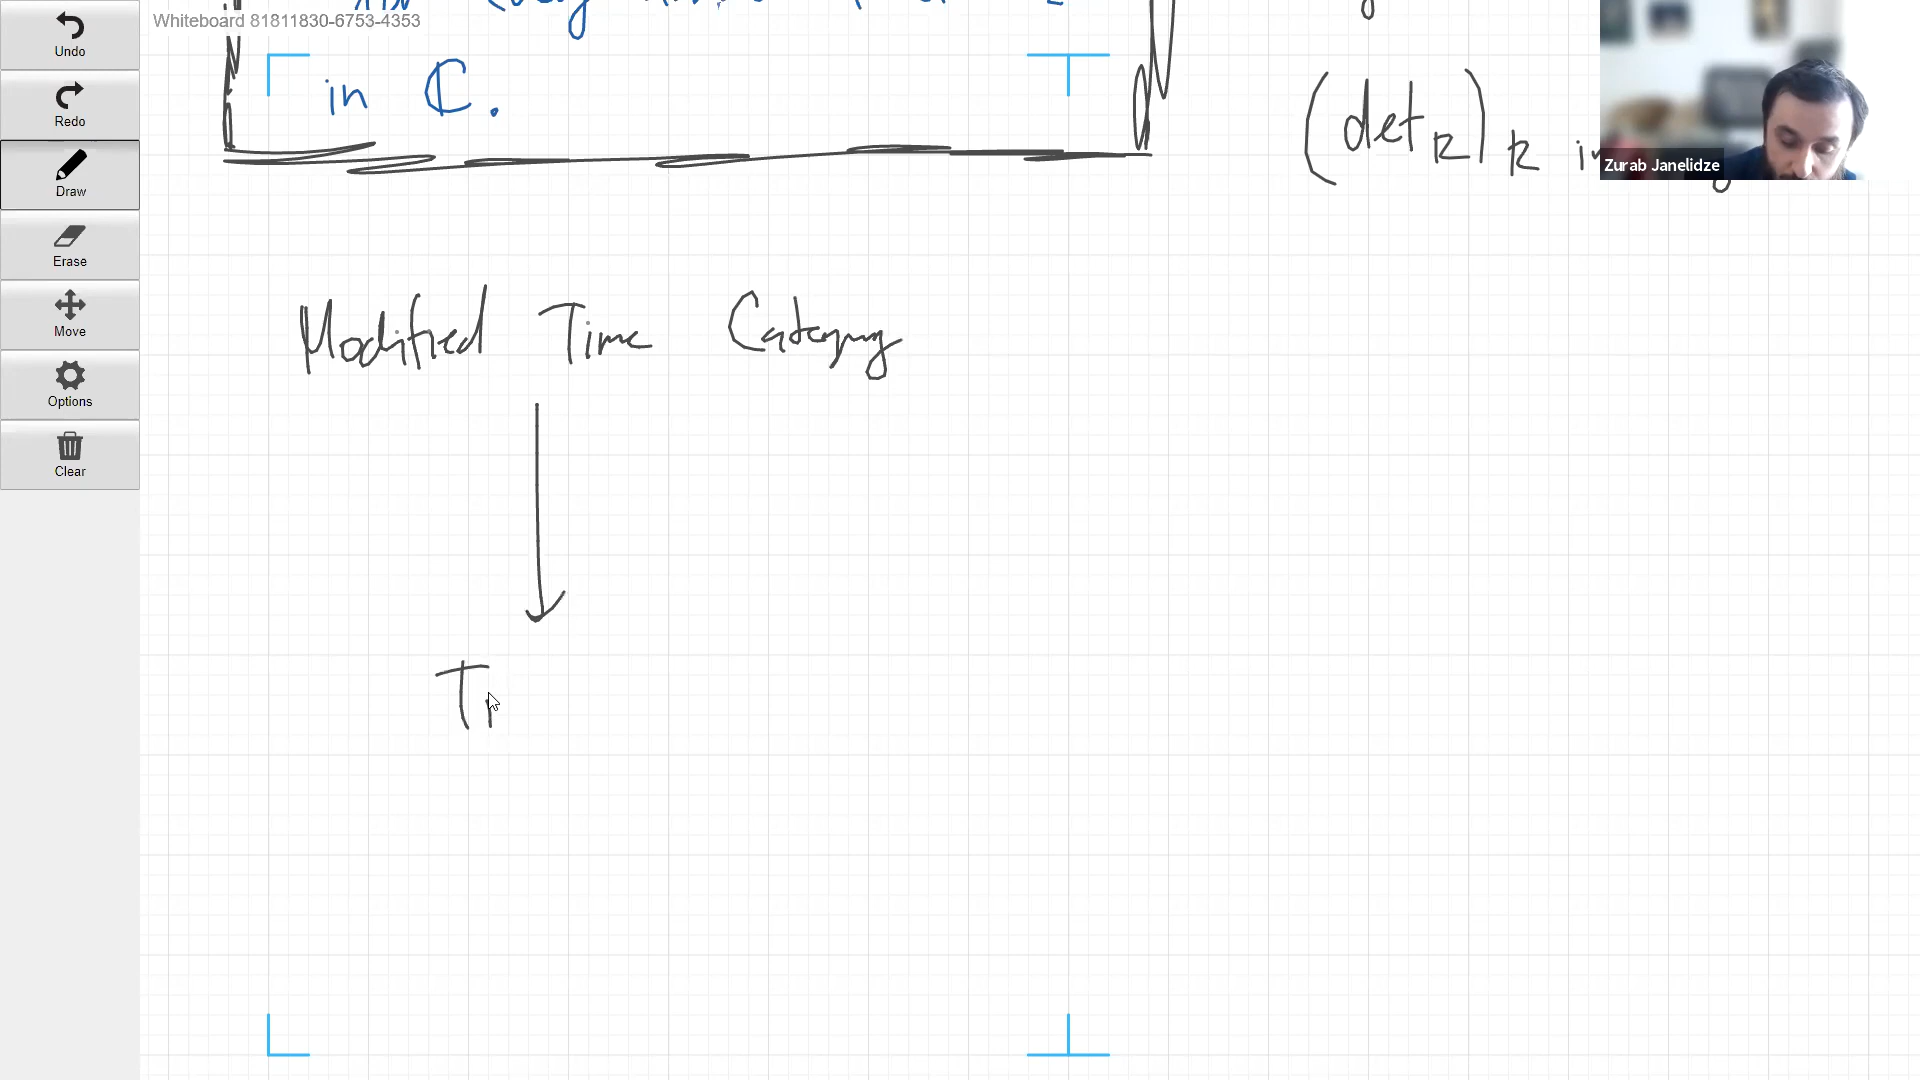 Whiteboard 81811830-6753-4353
Undo
Redo
Draw
Erase
Move
Options
Clear
in ℂ.
(det_R)_R
Zurab Janelidze
Modified Time Category